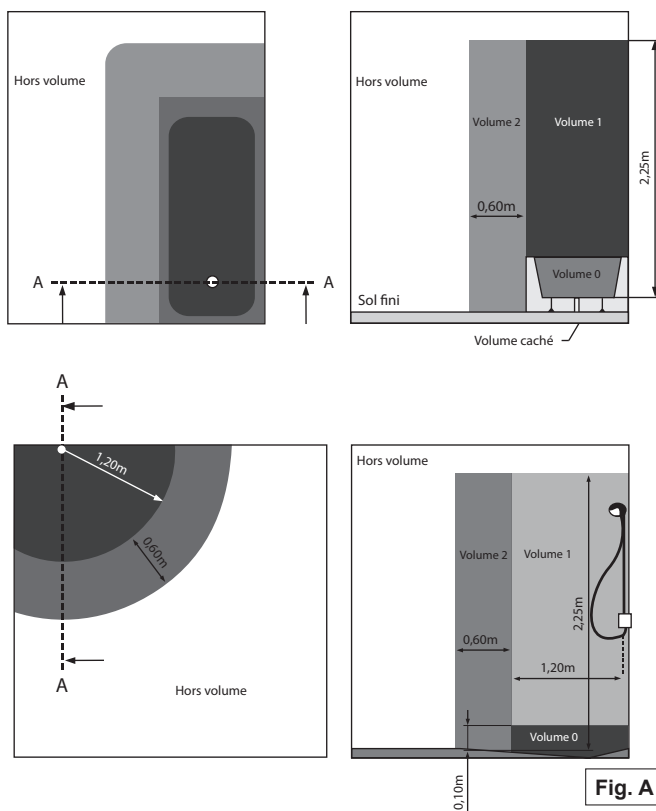 Hors volume
A
A
Hors volume
Volume 2
Volume 1
2,25m
0,60m
Volume 0
Sol fini
Volume caché
A
1,20m
0,60m
A
Hors volume
Hors volume
Volume 2
Volume 1
2,25m
0,60m
1,20m
Volume 0
0,10m
Fig. A